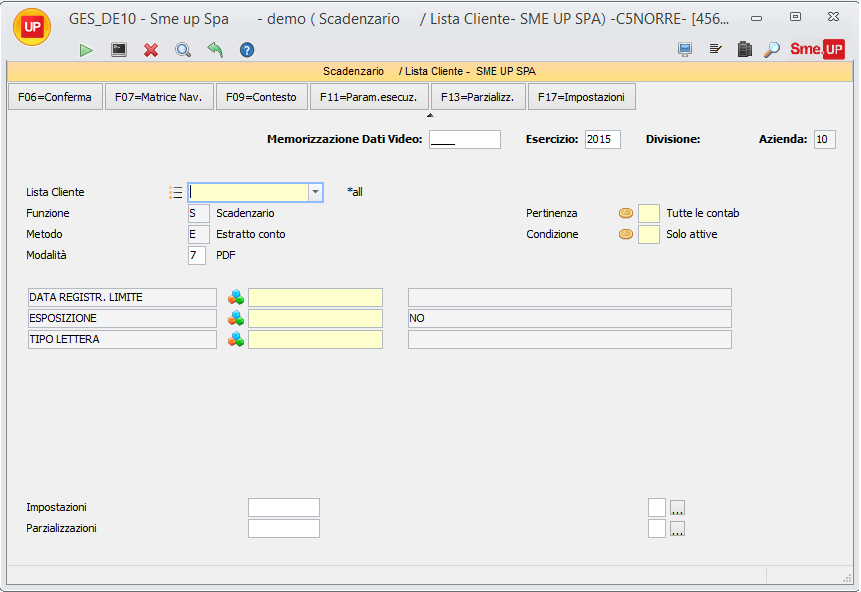 UP GES_DE10 - Sme up Spa - demo ( Scadenzario / Lista Cliente- SME UP SPA) -C5NORRE- [456...
Sme.UP
Scadenzario / Lista Cliente - SME UP SPA
F06=Conferma F07=Matrice Nav. F09=Contesto F11=Param.esecuz. F13=Parzializz. F17=Impostazioni
Memorizzazione Dati Video: ____ Esercizio: 2015 Divisione: Azienda: 10
Lista Cliente *all
Funzione S Scadenzario Pertinenza Tutte le contab
Metodo E Estratto conto Condizione Solo attive
Modalità 7 PDF
DATA REGISTR. LIMITE
ESPOSIZIONE NO
TIPO LETTERA
Impostazioni ...
Parzializzazioni ...